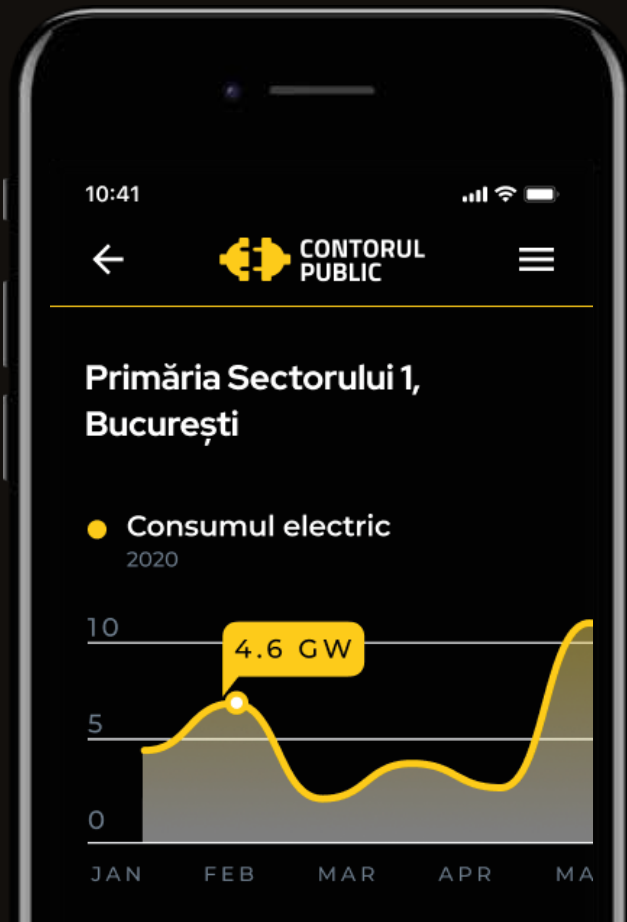 10:41
CONTORUL
PUBLIC
Primăria Sectorului 1,
București
Consumul electric
2020
10
4.6 GW
5
0
JAN FEB MAR APR MA